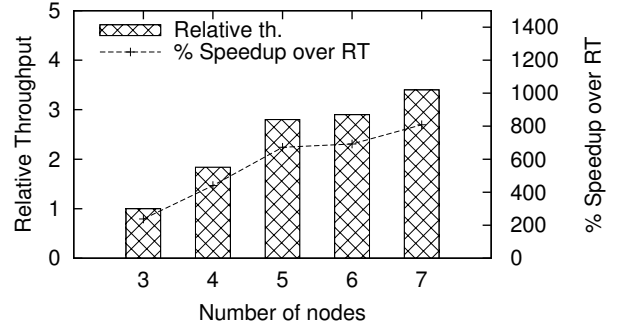 Relative th.
% Speedup over RT
5
4
3
2
1
0
Relative Throughput
1400
1200
1000
800
600
400
200
0
% Speedup over RT
3 4 5 6 7
Number of nodes